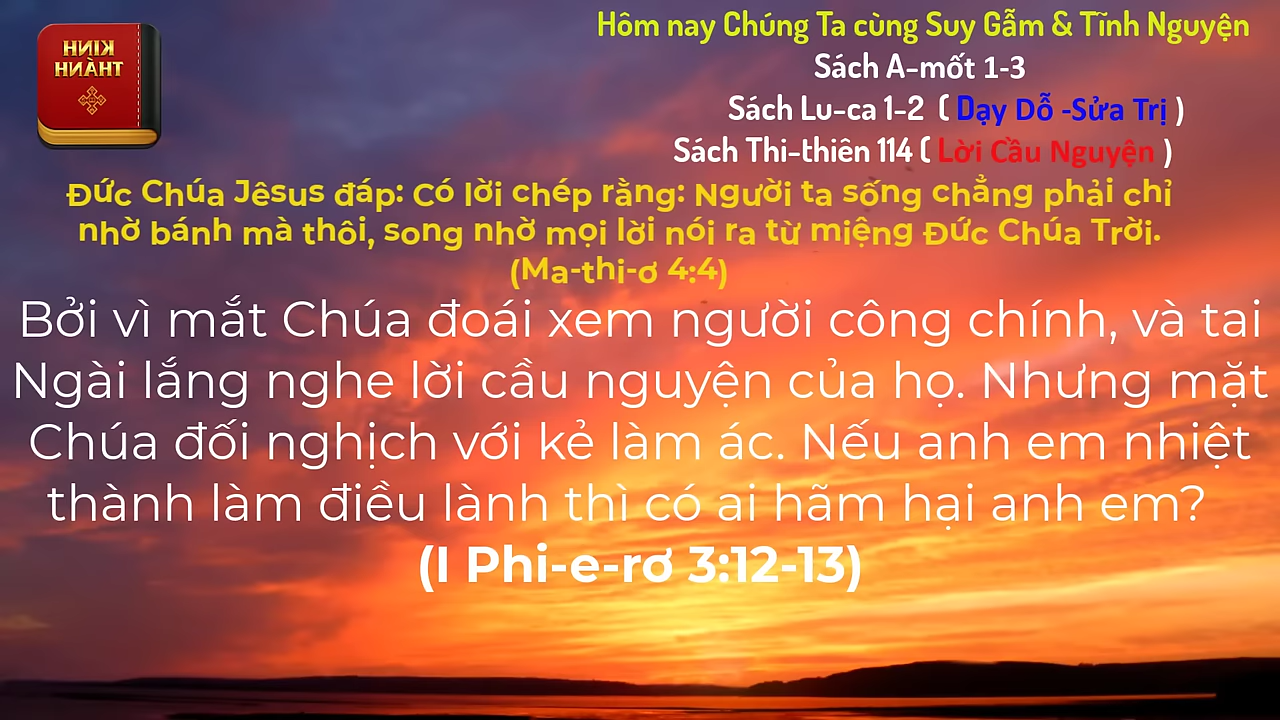 KINH
THÀNH
Hôm nay Chúng Ta cùng Suy Gẫm & Tĩnh Nguyện
Sách A-mốt 1-3
Sách Lu-ca 1-2 ( Dạy Dỗ -Sửa Trị )
Sách Thi-thiên 114 ( Lời Cầu Nguyện )
Đức Chúa Jêsus đáp: Có lời chép rằng: Người ta sống chẳng phải chỉ
nhờ bánh mà thôi, song nhờ mọi lời nói ra từ miệng Đức Chúa Trời.
(Ma-thi-ơ 4:4)
Bởi vì mắt Chúa đoái xem người công chính, và tai
Ngài lắng nghe lời cầu nguyện của họ. Nhưng mặt
Chúa đối nghịch với kẻ làm ác. Nếu anh em nhiệt
thành làm điều lành thì có ai hãm hại anh em?
(I Phi-e-rơ 3:12-13)